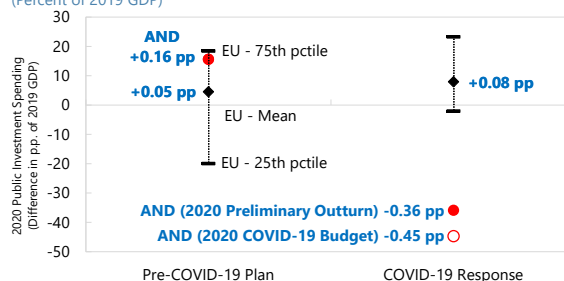 (Percent of 2019 GDP)
2020 Public Investment Spending
(Difference in p.p. of 2019 GDP)
30
20
10
0
-10
-20
-30
-40
-50
AND
+0.16 pp
EU - 75th pctile
+0.05 pp
EU - Mean
EU - 25th pctile
+0.08 pp
AND (2020 Preliminary Outturn) -0.36 pp
AND (2020 COVID-19 Budget) -0.45 pp
Pre-COVID-19 Plan
COVID-19 Response